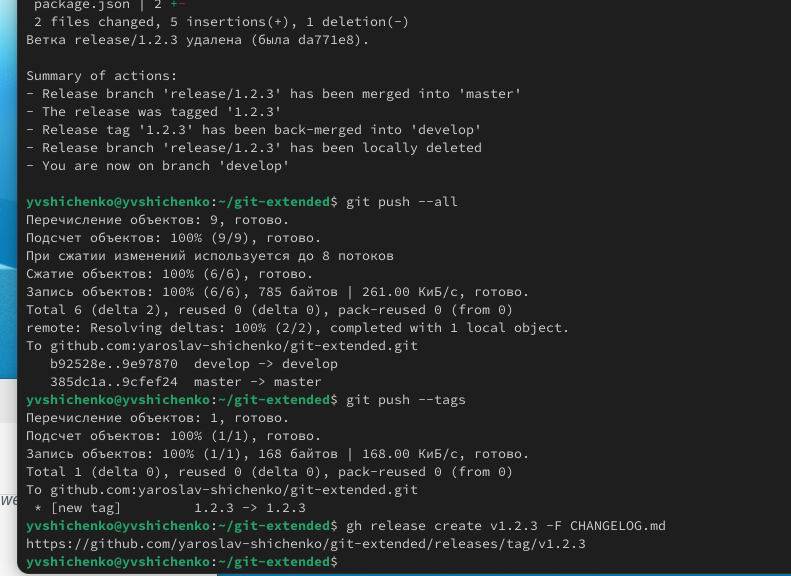 package.json | 2 +-
2 files changed, 5 insertions(+), 1 deletion(-)
Ветка release/1.2.3 удалена (была da771e8).
Summary of actions:
- Release branch 'release/1.2.3' has been merged into 'master'
- The release was tagged '1.2.3'
- Release tag '1.2.3' has been back-merged into 'develop'
- Release branch 'release/1.2.3' has been locally deleted
- You are now on branch 'develop'
yvshichenko@yvshichenko:~/git-extended$ git push --all
Перечисление объектов: 9, готово.
Подсчет объектов: 100% (9/9), готово.
При сжатии изменений используется до 8 потоков
Сжатие объектов: 100% (6/6), готово.
Запись объектов: 100% (6/6), 785 байтов | 261.00 КиБ/с, готово.
Total 6 (delta 2), reused 0 (delta 0), pack-reused 0 (from 0)
remote: Resolving deltas: 100% (2/2), completed with 1 local object.
To github.com:yaroslav-shichenko/git-extended.git
b92528e..9e97870 develop -> develop
385dc1a..9cfef24 master -> master
yvshichenko@yvshichenko:~/git-extended$ git push --tags
Перечисление объектов: 1, готово.
Подсчет объектов: 100% (1/1), готово.
Запись объектов: 100% (1/1), 168 байтов | 168.00 КиБ/с, готово.
Total 1 (delta 0), reused 0 (delta 0), pack-reused 0 (from 0)
To github.com:yaroslav-shichenko/git-extended.git
* [new tag] 1.2.3 -> 1.2.3
yvshichenko@yvshichenko:~/git-extended$ gh release create v1.2.3 -F CHANGELOG.md
https://github.com/yaroslav-shichenko/git-extended/releases/tag/v1.2.3
yvshichenko@yvshichenko:~/git-extended$